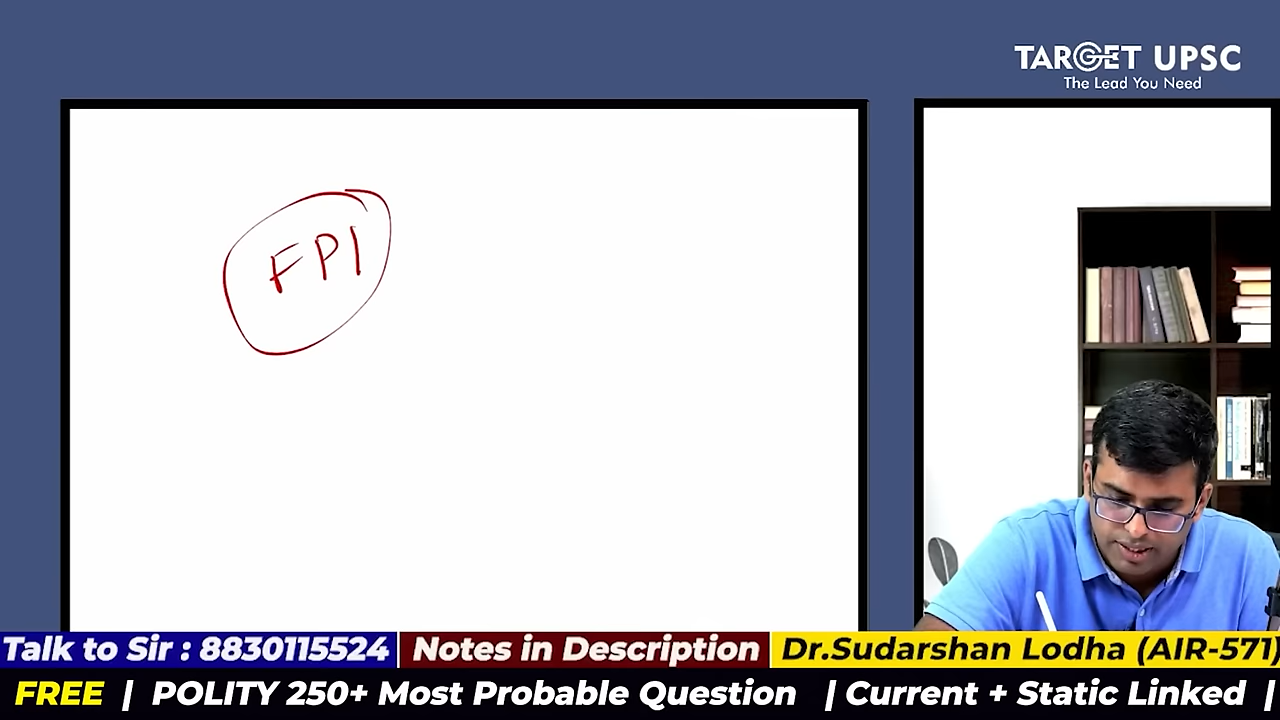 TARGET UPSC
The Lead You Need
FPI
Talk to Sir : 8830115524
Notes in Description
Dr.Sudarshan Lodha (AIR-571)
FREE | POLITY 250+ Most Probable Question | Current + Static Linked |